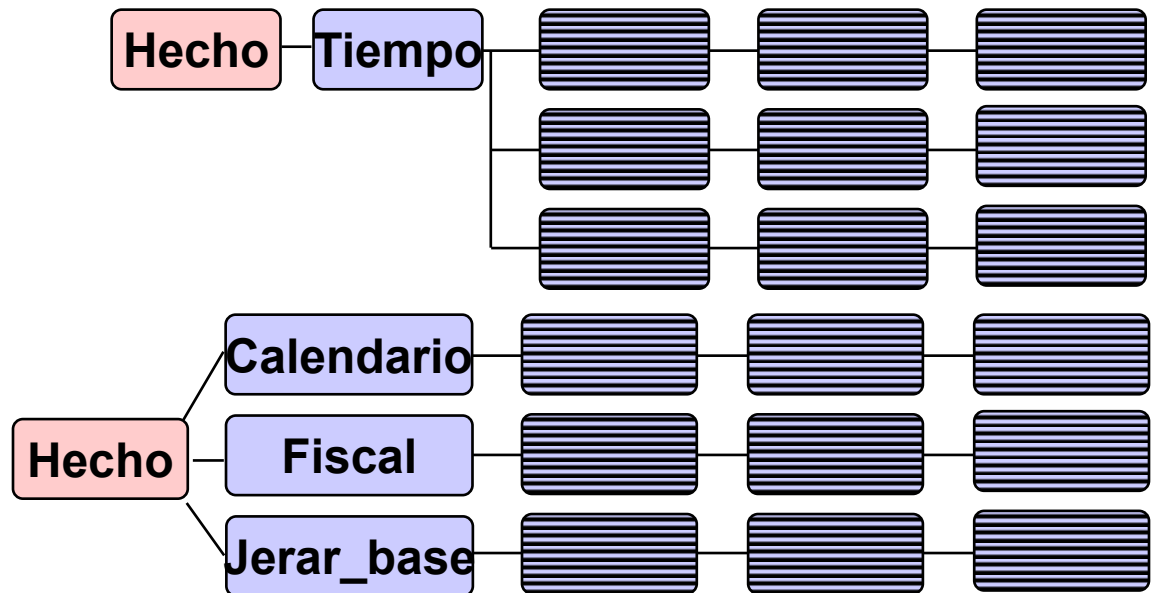 Hecho
Tiempo
Calendario
Hecho
Fiscal
Jerar_base